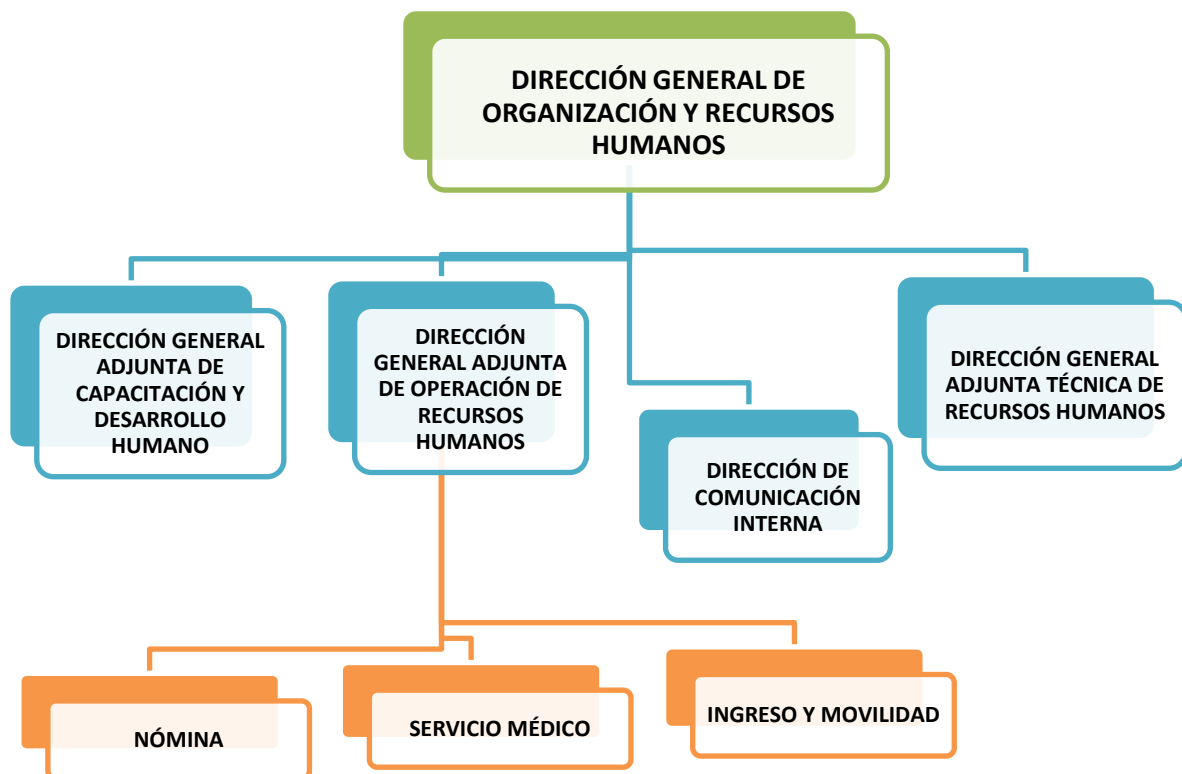 DIRECCIÓN GENERAL DE
ORGANIZACIÓN Y RECURSOS
HUMANOS
DIRECCIÓN GENERAL
ADJUNTA DE
CAPACITACIÓN Y
DESARROLLO
HUMANO
DIRECCIÓN
GENERAL ADJUNTA
DE OPERACIÓN DE
RECURSOS
HUMANOS
DIRECCIÓN DE
COMUNICACIÓN
INTERNA
DIRECCIÓN GENERAL
ADJUNTA TÉCNICA DE
RECURSOS HUMANOS
NÓMINA
SERVICIO MÉDICO
INGRESO Y MOVILIDAD